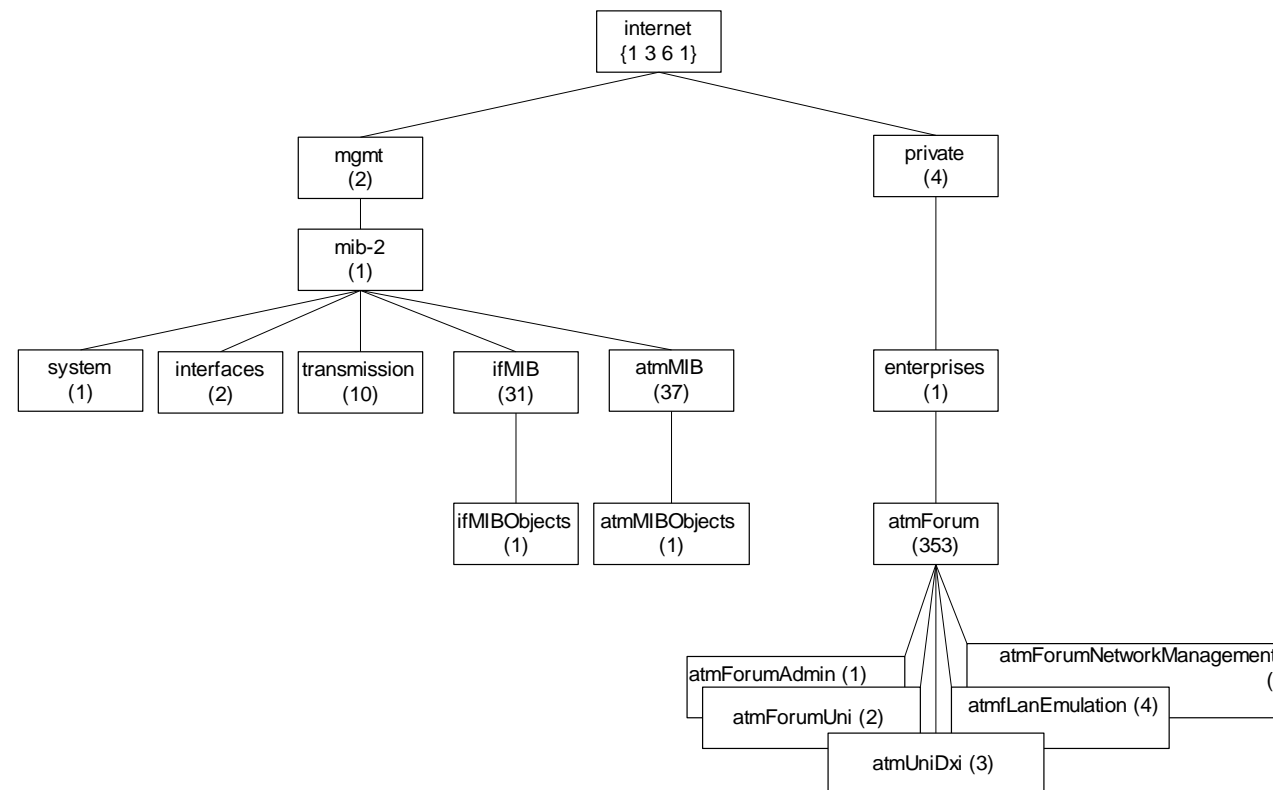 internet
{1 3 6 1}
mgmt
(2)
private
(4)
mib-2
(1)
system
(1)
interfaces
(2)
transmission
(10)
ifMIB
(31)
atmMIB
(37)
enterprises
(1)
ifMIBObjects
(1)
atmMIBObjects
(1)
atmForum
(353)
atmForumAdmin (1)
atmForumNetworkManagement
(
atmForumUni (2)
atmfLanEmulation (4)
atmUniDxi (3)